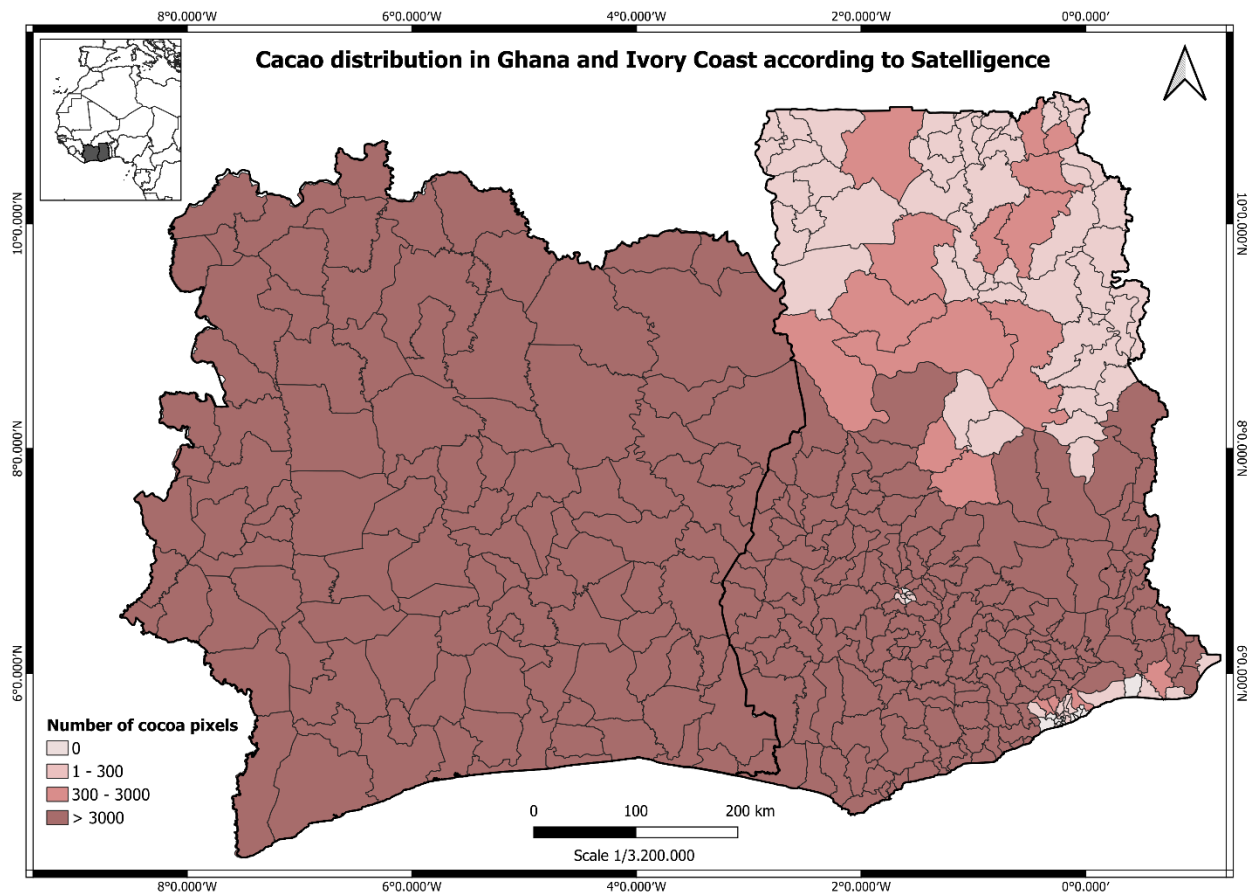 8°0.000'W 6°0.000'W 4°0.000'W 2°0.000'W 0°0.000'
Cacao distribution in Ghana and Ivory Coast according to Satelligence
10°0.000'N
10°0.000'N
8°0.000'N
8°0.000'N
6°0.000'N
6°0.000'N
Number of cocoa pixels
0
1 - 300
300 - 3000
> 3000
0 100 200 km
Scale 1/3.200.000
8°0.000'W 6°0.000'W 4°0.000'W 2°0.000'W 0°0.000'